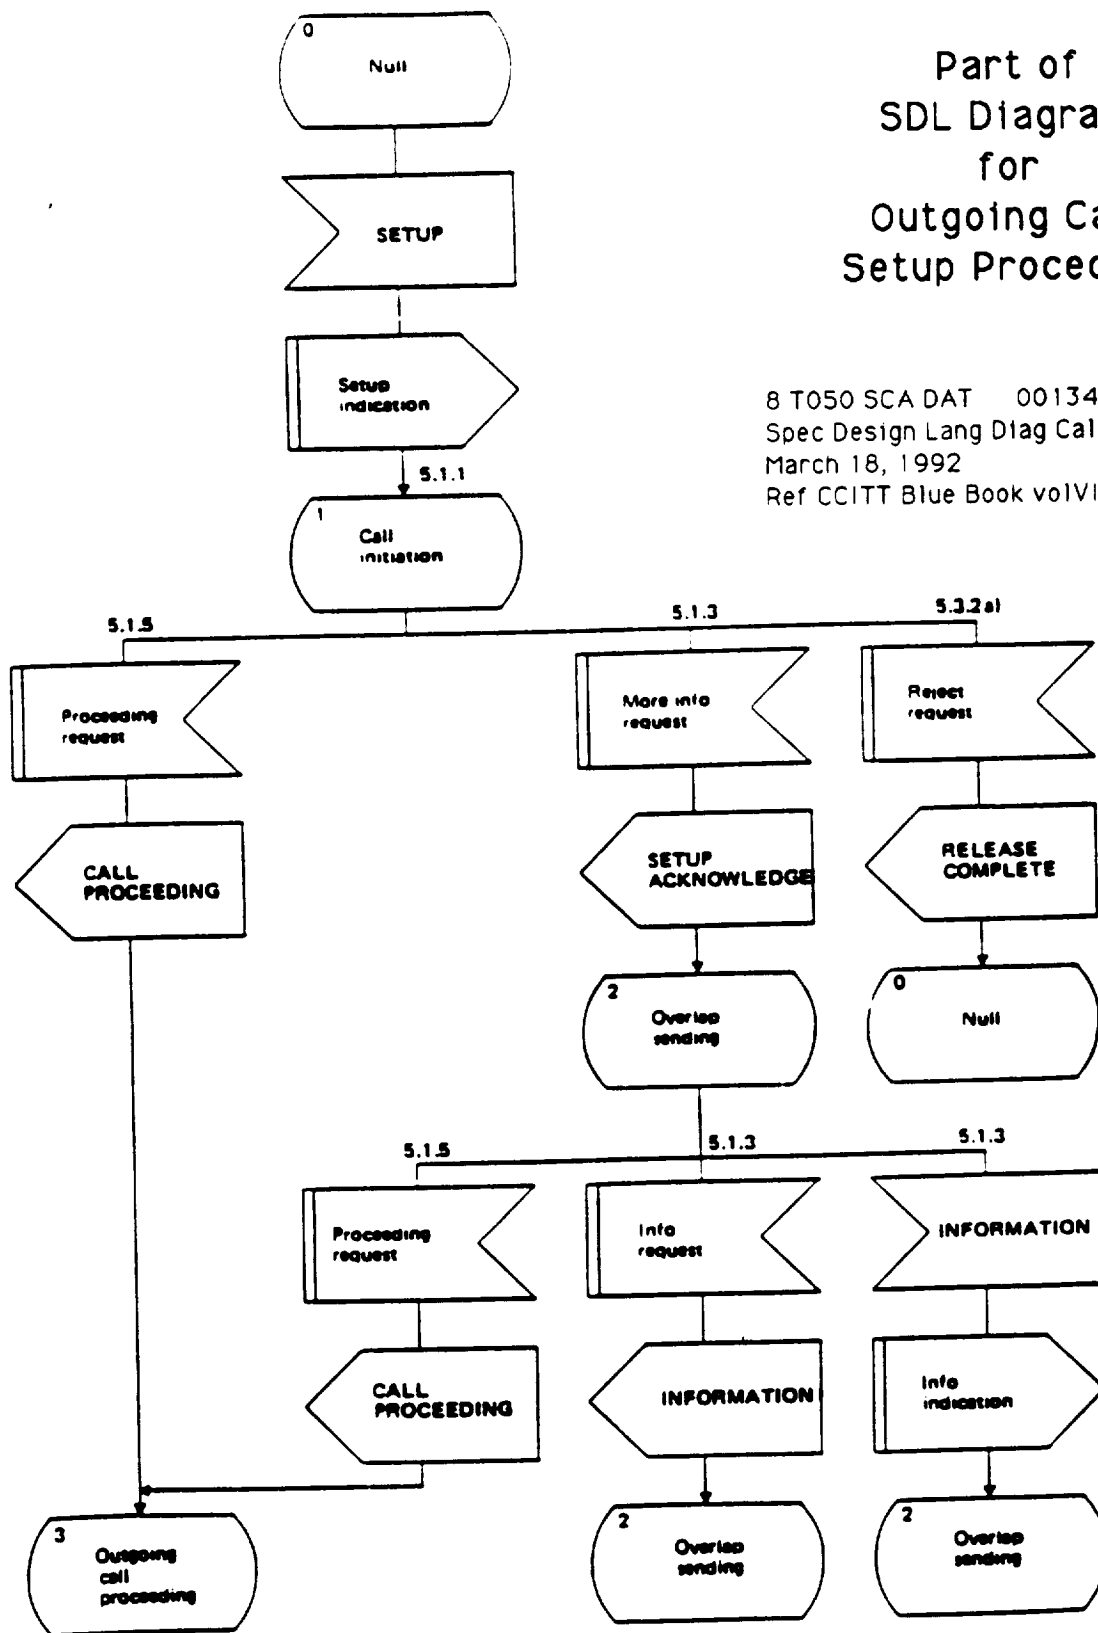 0
Null
Part of
SDL Diagra
for
Outgoing Ca
Setup Proced
SETUP
Setup
indication
8 T050 SCA DAT 00134
Spec Design Lang Diag Cal
March 18, 1992
Ref CCITT Blue Book volVI
5.1.1
1
Call
initiation
5.1.5
5.1.3
5.3.2a)
Proceeding
request
More info
request
Reject
request
CALL
PROCEEDING
SETUP
ACKNOWLEDGE
RELEASE
COMPLETE
2
Overlap
sending
0
Null
5.1.5
5.1.3
5.1.3
Proceeding
request
Info
request
INFORMATION
CALL
PROCEEDING
INFORMATION
Info
indication
3
Outgoing
call
proceeding
2
Overlap
sending
2
Overlap
sending